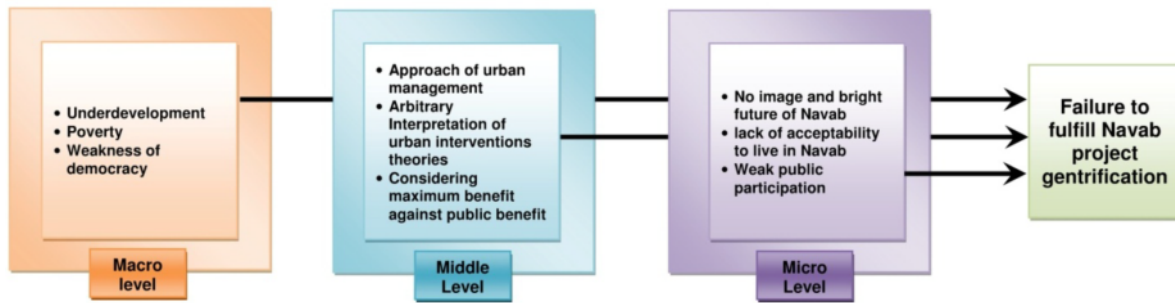 • Underdevelopment
• Poverty
• Weakness of
democracy
Macro
level
• Approach of urban
management
• Arbitrary
Interpretation of
urban interventions
theories
• Considering
maximum benefit
against public benefit
Middle
Level
• No image and bright
future of Navab
• lack of acceptability
to live in Navab
• Weak public
participation
Micro
Level
Failure to
fulfill Navab
project
gentrification